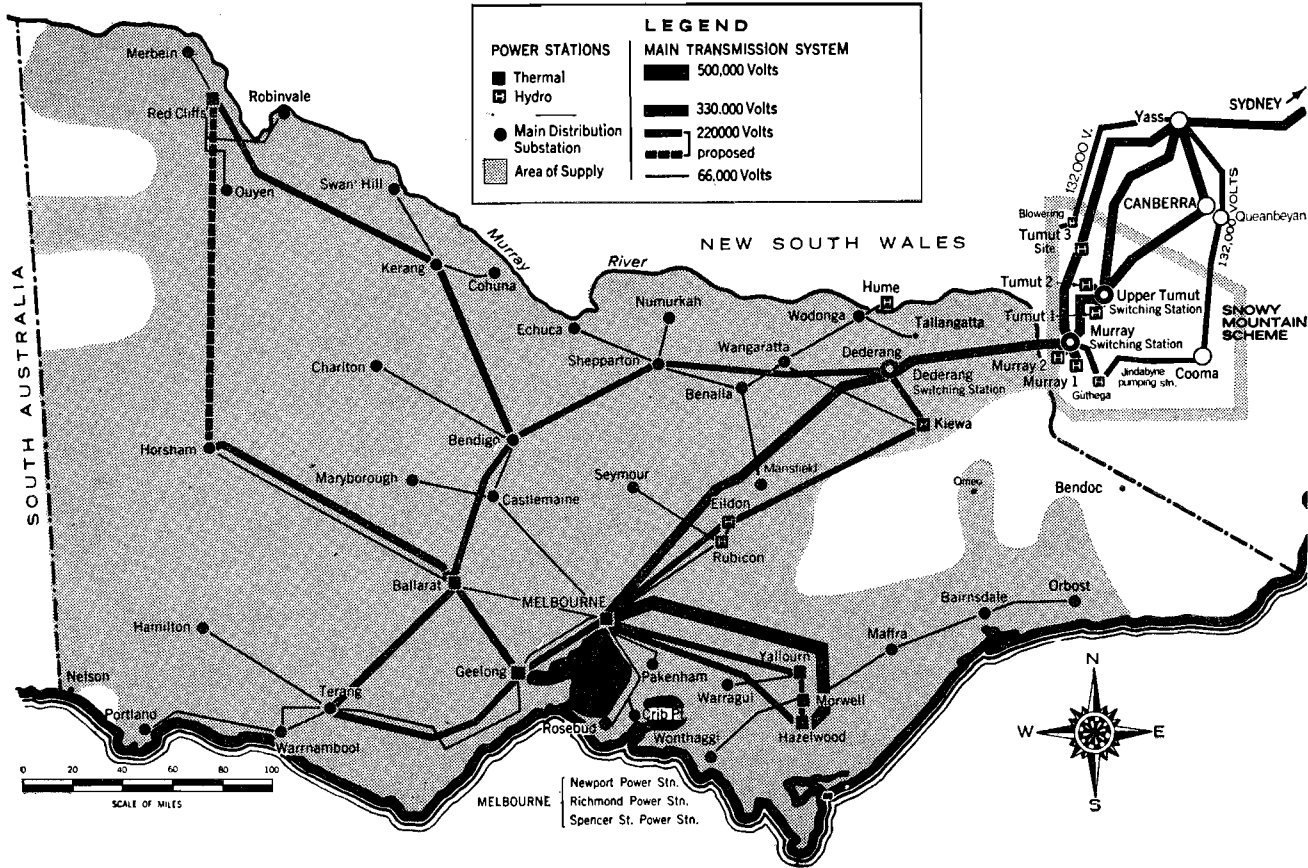 LEGEND
POWER STATIONS
Thermal
Hydro
Main Distribution
Substation
Area of Supply
MAIN TRANSMISSION SYSTEM
500,000 Volts
330.000 Volts
220000 Volts
proposed
66,000 Volts
Merbein
Red Cliffs
Robinvale
Ouyen
Swan' Hill
Murray
River
NEW SOUTH WALES
Kerang
Cohuna
Echuca
Numurkah
Shepparton
Charlton
Bendigo
Horsham
Maryborough
Castlemaine
Ballarat
SOUTH AUSTRALIA
Hume
Wodonga
Tallangatta
Wangaratta
Benalla
Dederang
Dederang
Switching Station
Kiewa
Mansfield
Seymour
Eildon
Rubicon
Omeo
Bendoc
SYDNEY
Yass
132,000 V.
132,000 VOLTS
CANBERRA
Queanbeyan
Blowering
Tumut 3
Site
Tumut 2
Tumut 1
Upper Tumut
Switching Station
Murray
Switching Station
SNOWY
MOUNTAIN
SCHEME
Murray 2
Murray 1
Guthega
Jindabyne
pumping stn.
Cooma
MELBOURNE
Hamilton
Nelson
Portland
Warrnambool
Terang
Geelong
Rosebud
Crib Pt.
Pakenham
Warragul
Wonthaggi
Yallourn
Morwell
Hazelwood
Maffra
Bairnsdale
Orbost
N
W
E
S
0 20 40 60 80 100
SCALE OF MILES
MELBOURNE
Newport Power Stn.
Richmond Power Stn.
Spencer St. Power Stn.